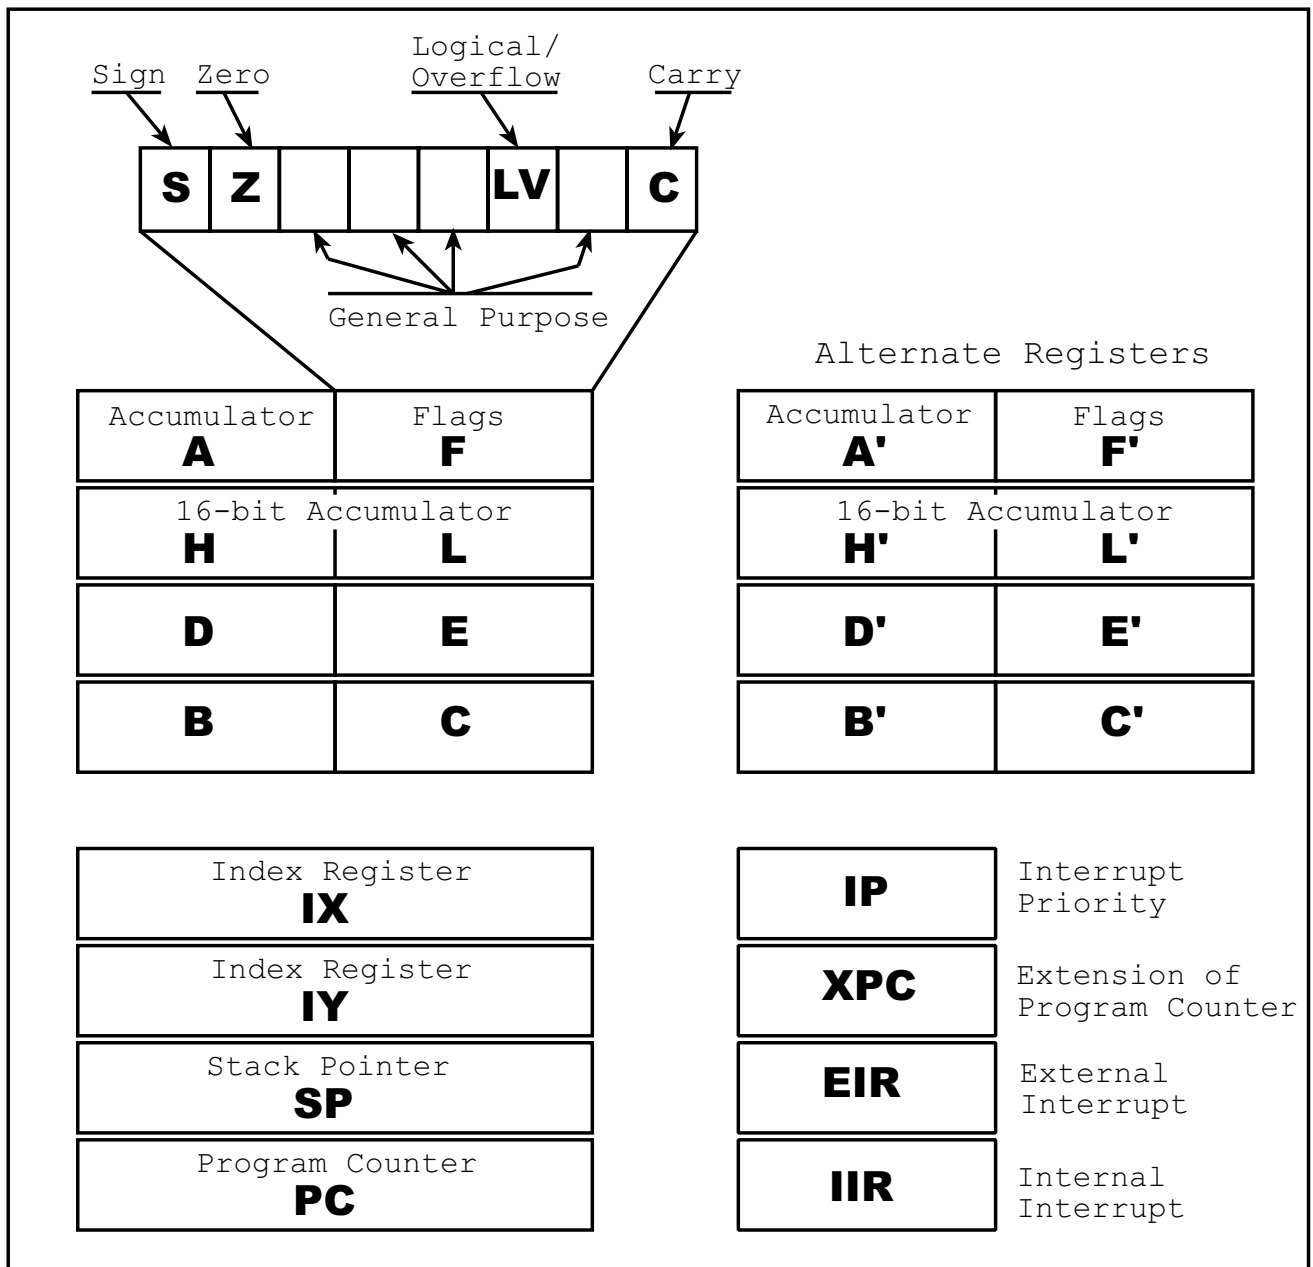 Logical/
Sign Zero Overflow Carry
S Z LV C
General Purpose
Alternate Registers
Accumulator Flags
A F
16-bit Accumulator
H L
D E
B C
Accumulator Flags
A' F'
16-bit Accumulator
H' L'
D' E'
B' C'
Index Register
IX
Index Register
IY
Stack Pointer
SP
Program Counter
PC
IP
Interrupt
Priority
XPC
Extension of
Program Counter
EIR
External
Interrupt
IIR
Internal
Interrupt